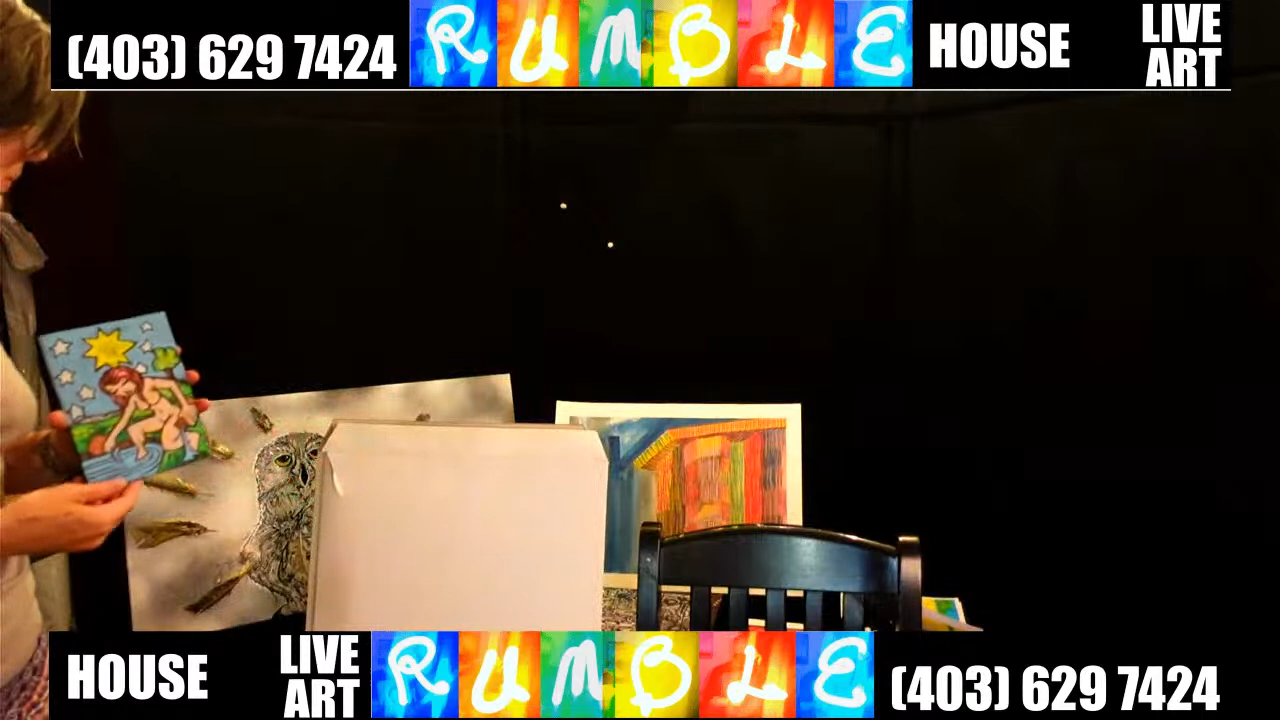 (403) 629 7424 RUMBLE HOUSE LIVE
ART
HOUSE LIVE
ART RUMBLE (403) 629 7424